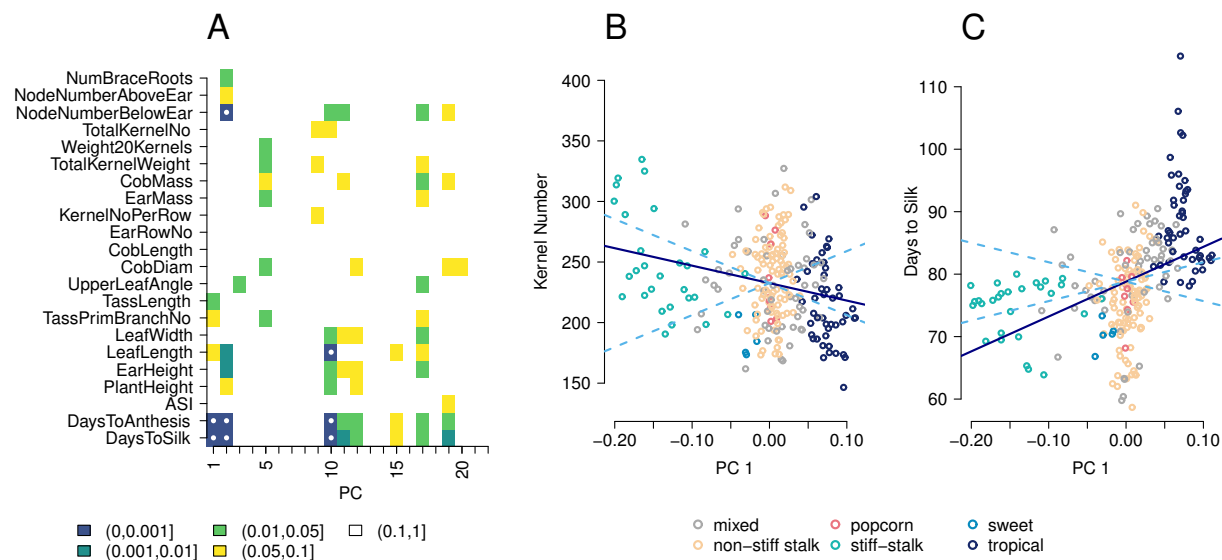 A
NumBraceRoots
NodeNumberAboveEar
NodeNumberBelowEar
TotalKernelNo
Weight20Kernels
TotalKernelWeight
CobMass
EarMass
KernelNoPerRow
EarRowNo
CobLength
CobDiam
UpperLeafAngle
TassLength
TassPrimBranchNo
LeafWidth
LeafLength
EarHeight
PlantHeight
ASI
DaysToAnthesis
DaysToSilk
1 5 10 15 20
PC
(0,0.001] (0.01,0.05] (0.1,1]
(0.001,0.01] (0.05,0.1]
B
Kernel Number
400
350
300
250
200
150
−0.20 −0.10 0.00 0.10
PC 1
C
Days to Silk
110
100
90
80
70
60
−0.20 −0.10 0.00 0.10
PC 1
mixed popcorn sweet
non−stiff stalk stiff−stalk tropical